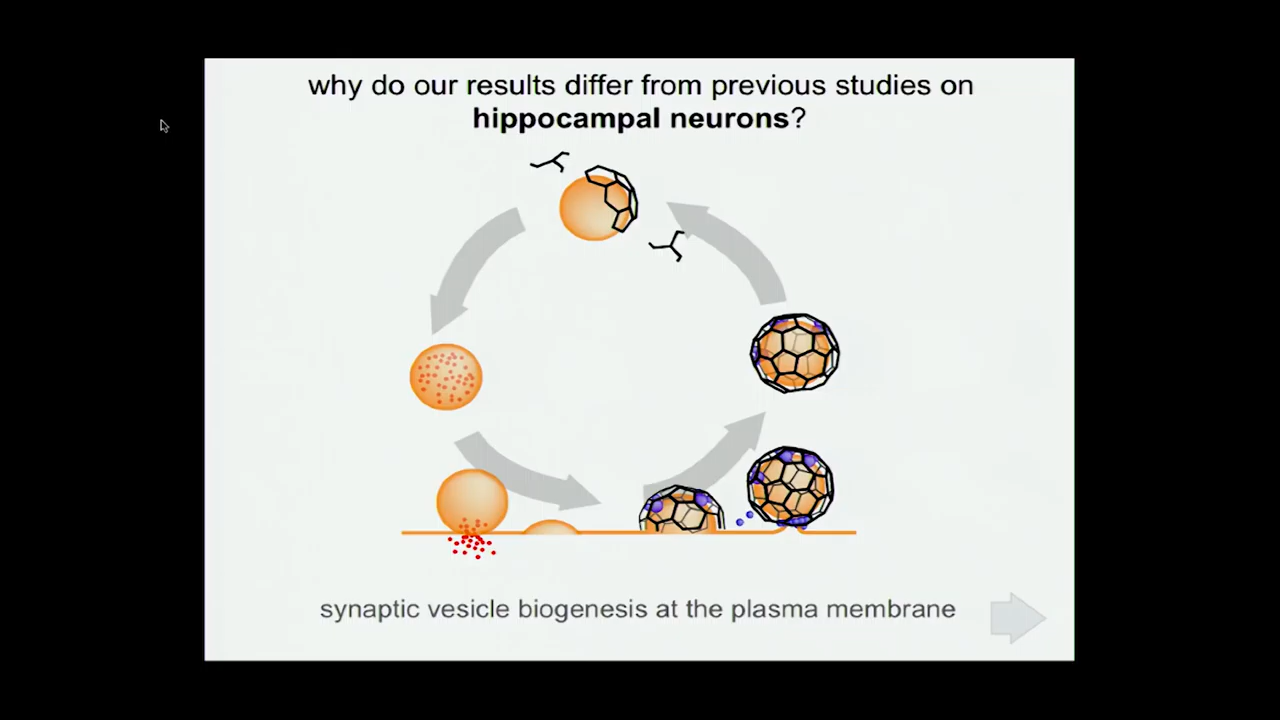 why do our results differ from previous studies on
hippocampal neurons?
synaptic vesicle biogenesis at the plasma membrane